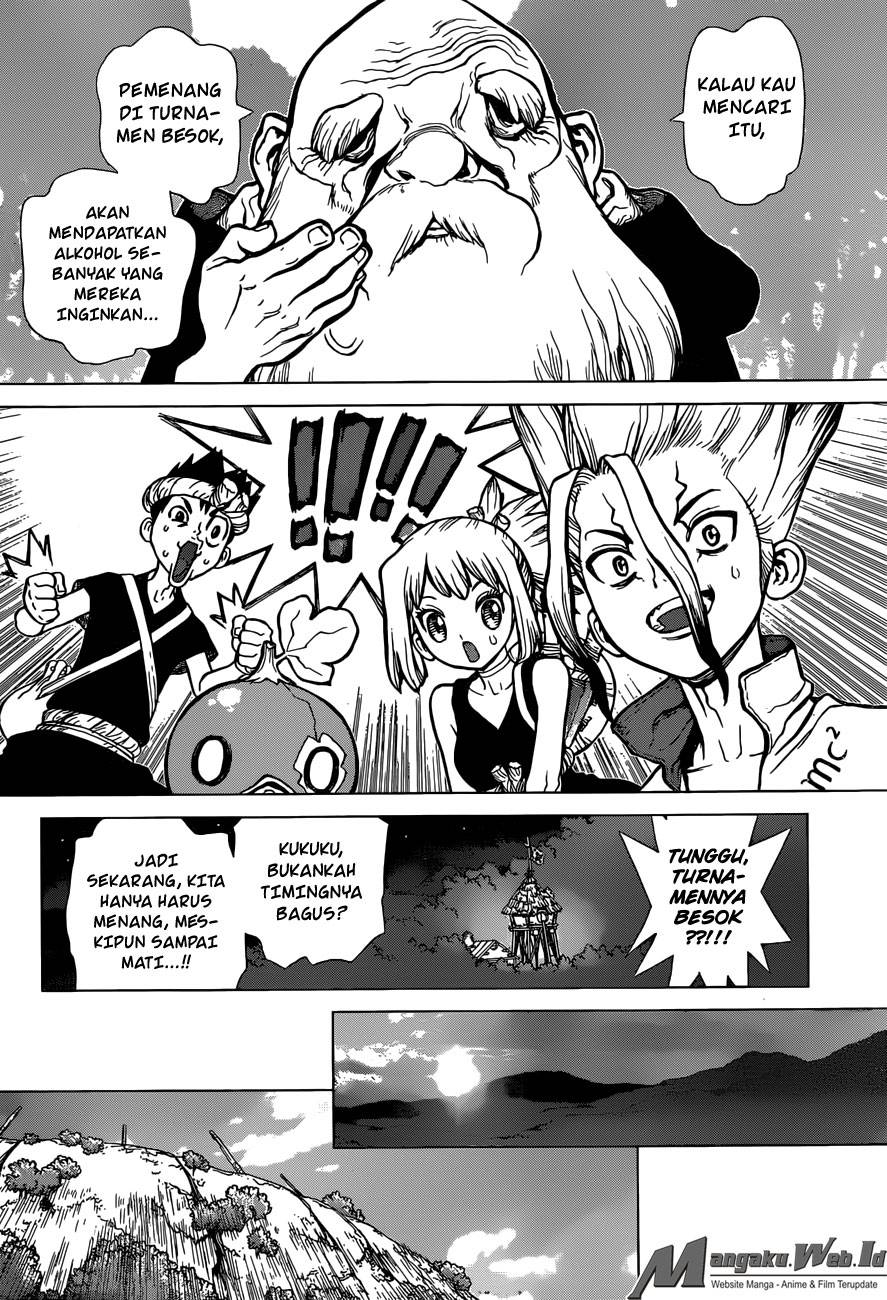 KALAU KAU
MENCARI
ITU,
PEMENANG
DI TURNA-
MEN BESOK,
AKAN
MENDAPATKAN
ALKOHOL SE-
BANYAK YANG
MEREKA
INGINKAN...
!!!!
mc²
TUNGGU,
TURNA-
MENNYA
BESOK
??!!!
KUKUKU,
BUKANKAH
TIMINGNYA
BAGUS?
JADI
SEKARANG, KITA
HANYA HARUS
MENANG, MES-
KIPUN SAMPAI
MATI...!!
Mangaku.Web.Id
Website Manga - Anime & Film Terupdate